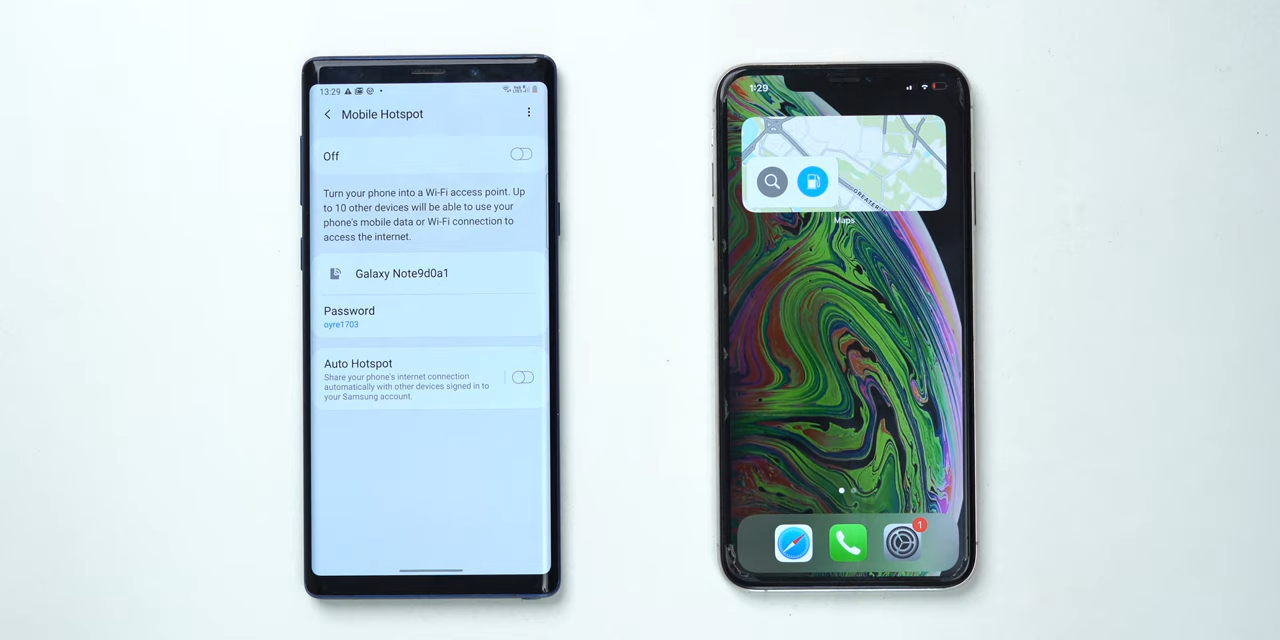 13:29
Mobile Hotspot
Off
Turn your phone into a Wi-Fi access point. Up
to 10 other devices will be able to use your
phone's mobile data or Wi-Fi connection to
access the internet.
Galaxy Note9d0a1
Password
oyre1703
Auto Hotspot
Share your phone's internet connection
automatically with other devices signed in to
your Samsung account.
1:29
Maps
1